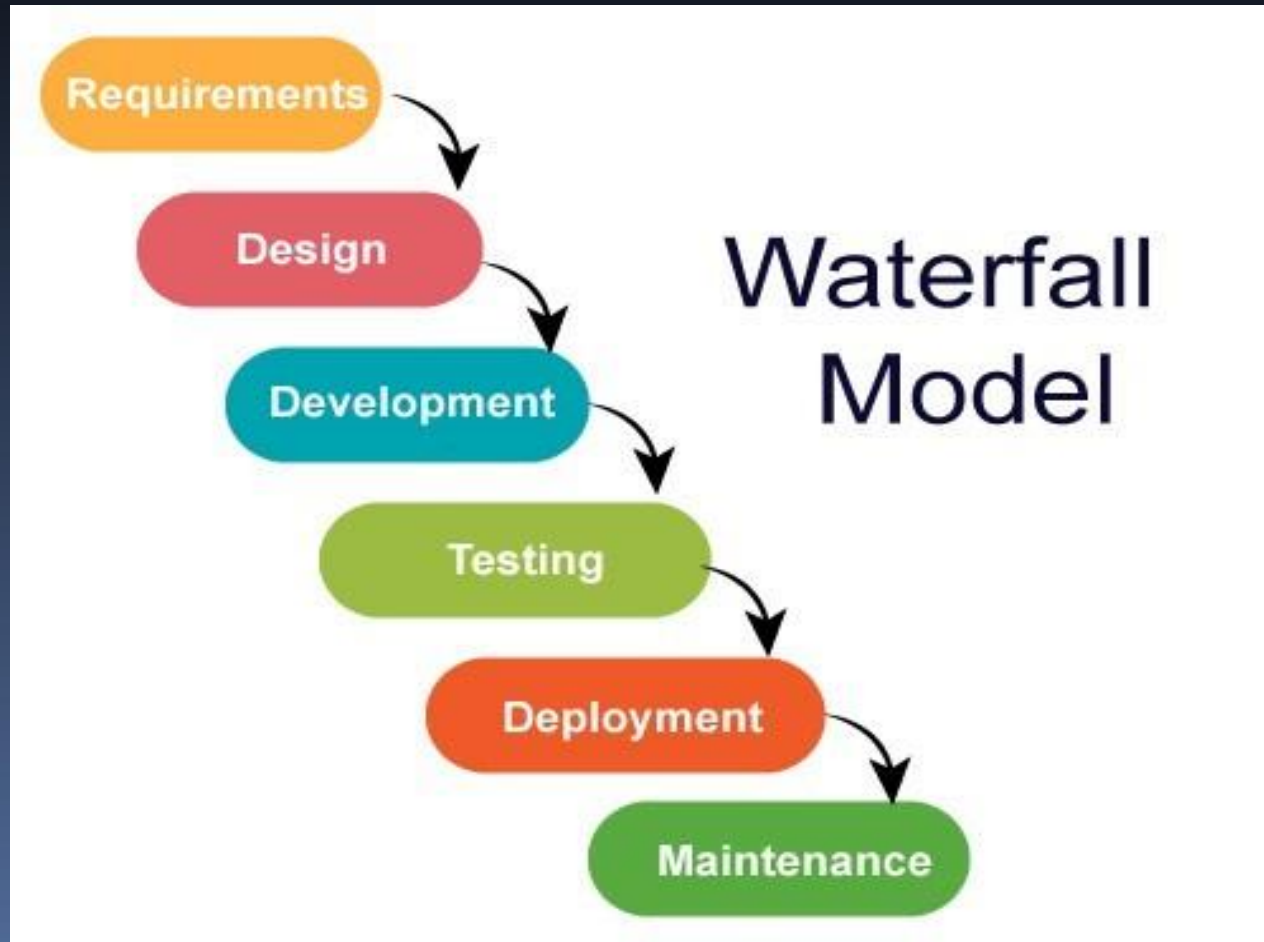 Requirements
Design
Waterfall
Model
Development
Testing
Deployment
Maintenance